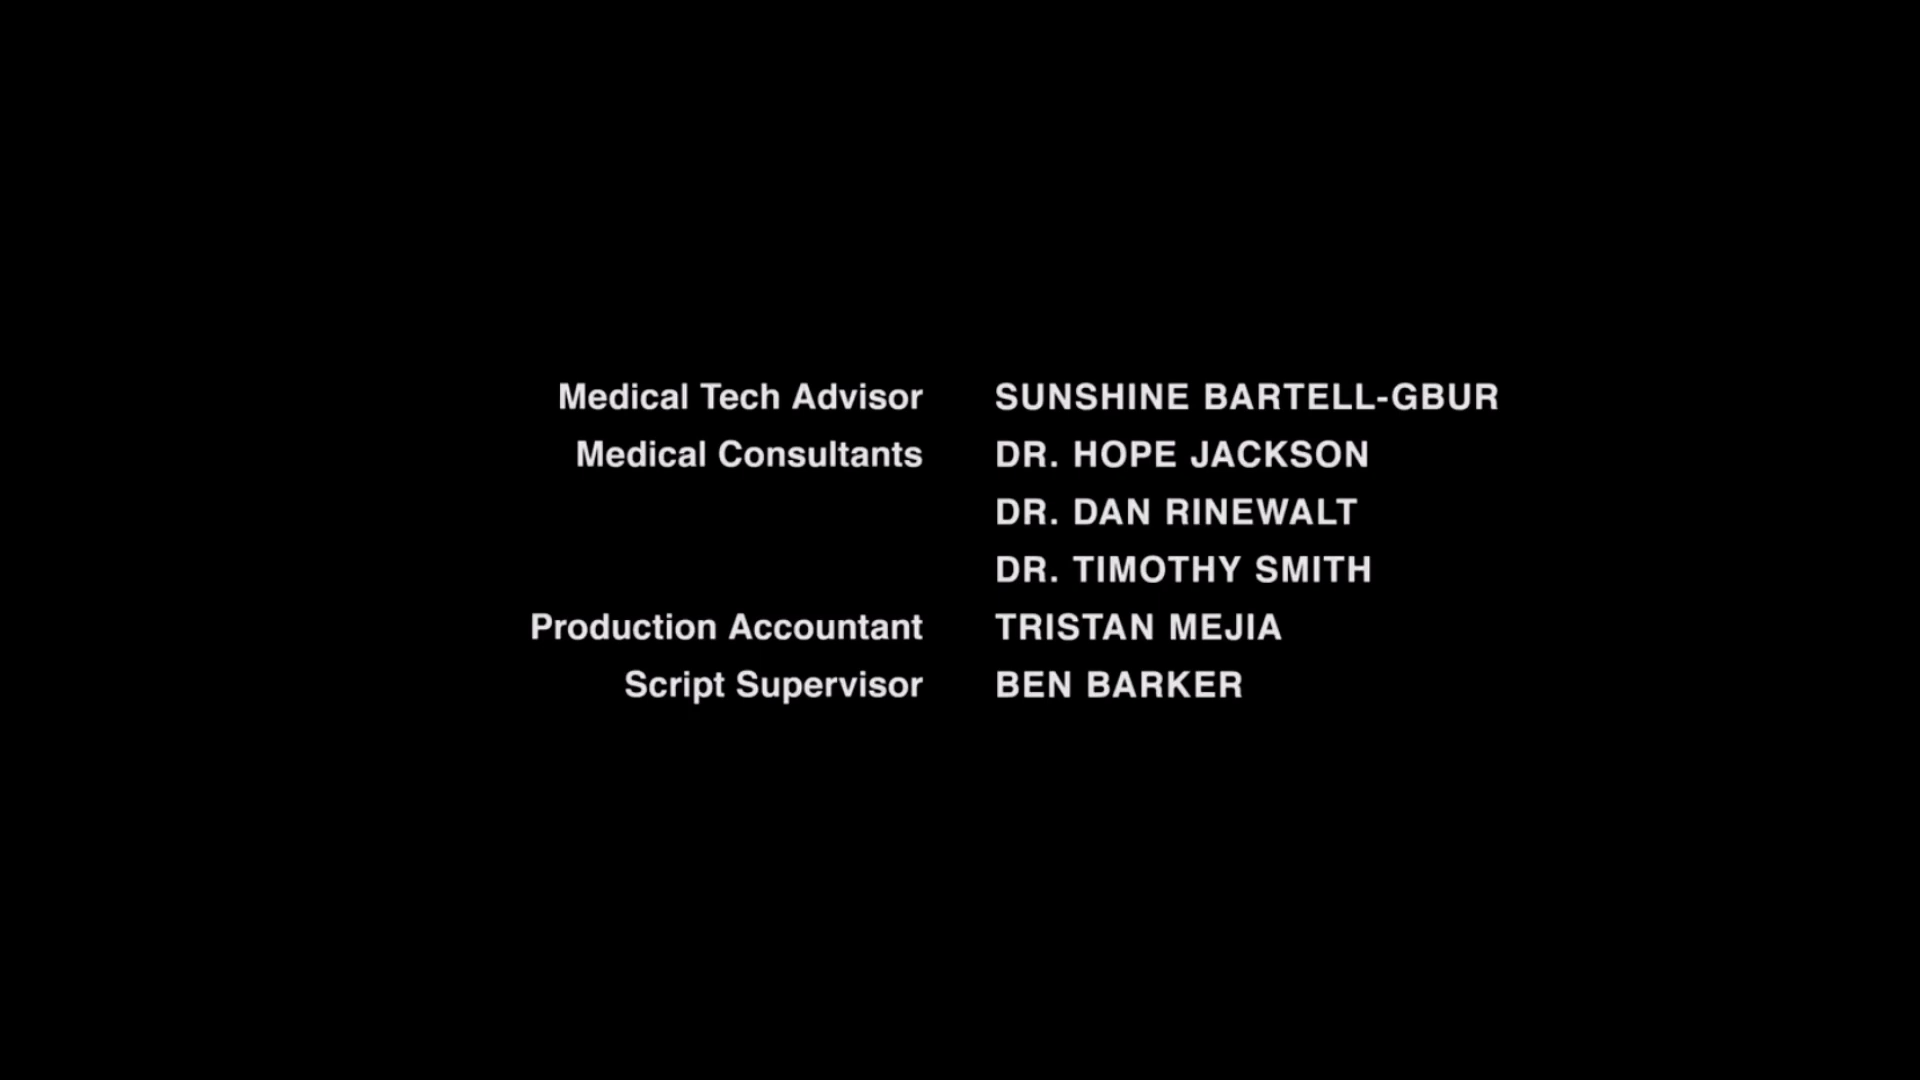 Medical Tech Advisor SUNSHINE BARTELL-GBUR
Medical Consultants DR. HOPE JACKSON
DR. DAN RINEWALT
DR. TIMOTHY SMITH
Production Accountant TRISTAN MEJIA
Script Supervisor BEN BARKER